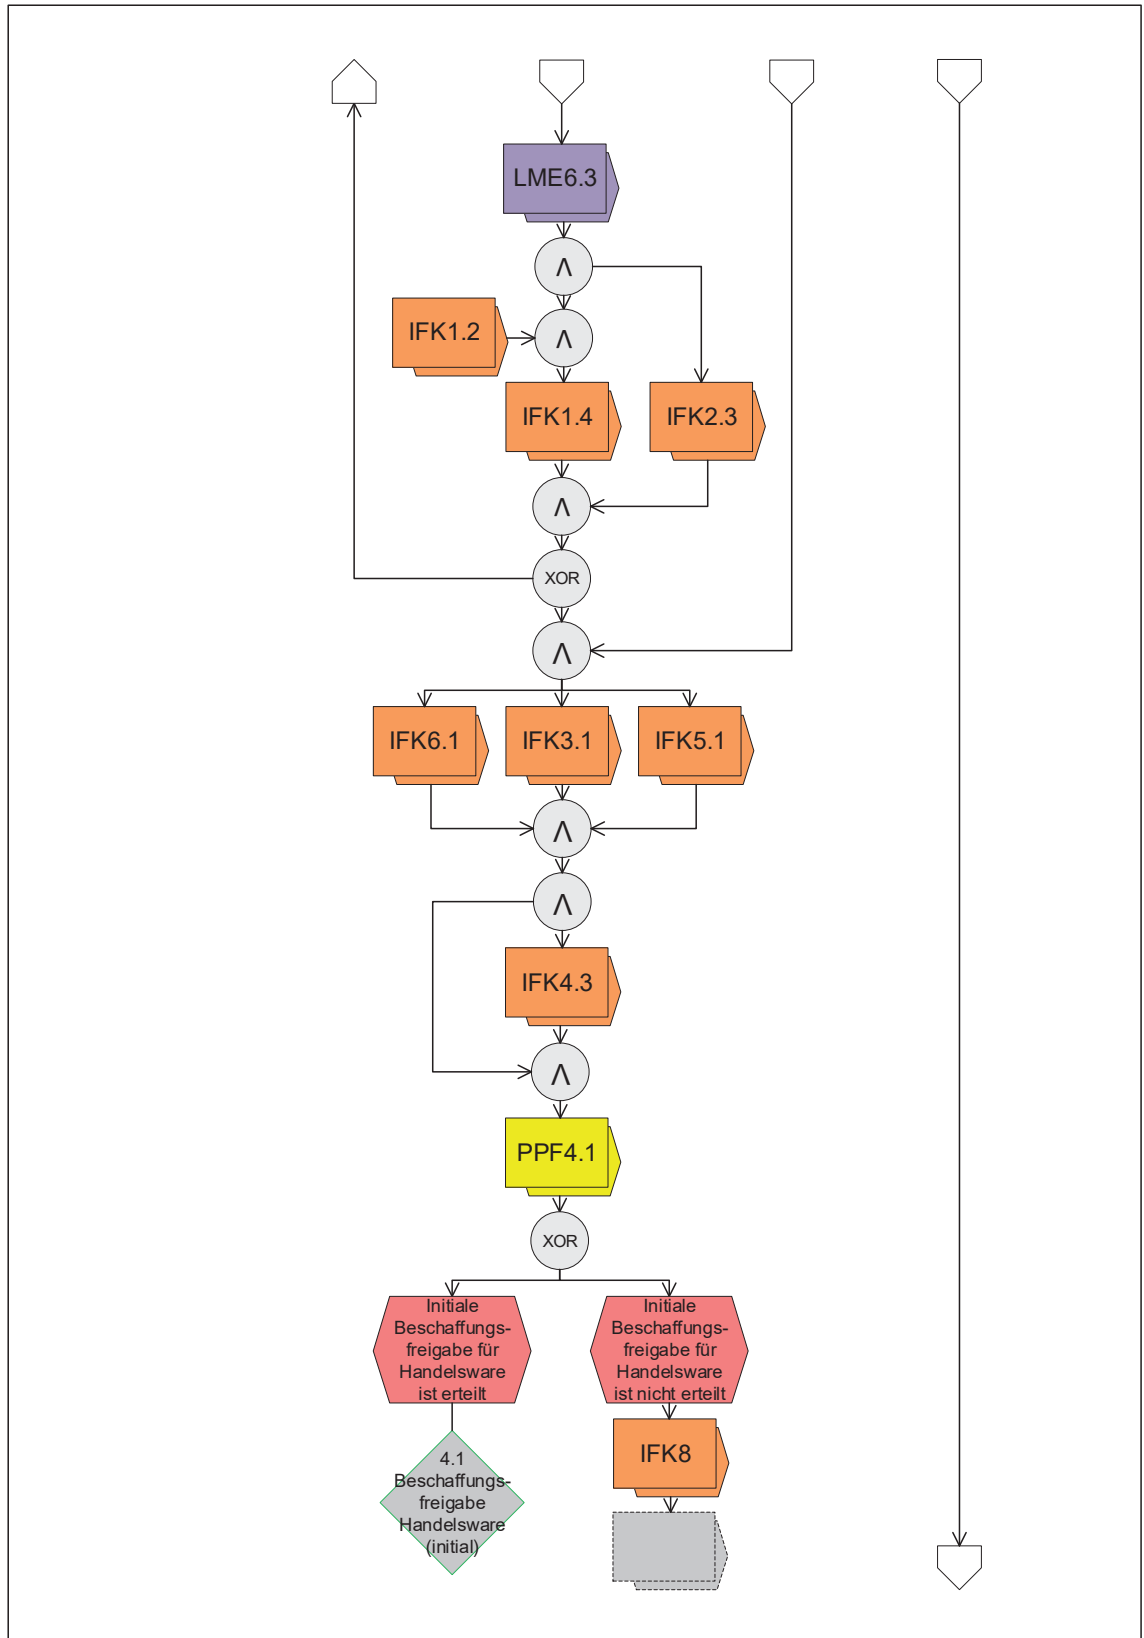 LME6.3
Λ
IFK1.2
Λ
IFK1.4
IFK2.3
Λ
XOR
Λ
IFK6.1
IFK3.1
IFK5.1
Λ
Λ
IFK4.3
Λ
PPF4.1
XOR
Initiale
Beschaffungs-
freigabe für
Handelsware
ist erteilt
Initiale
Beschaffungs-
freigabe für
Handelsware
ist nicht erteilt
4.1
Beschaffungs-
freigabe
Handelsware
(initial)
IFK8